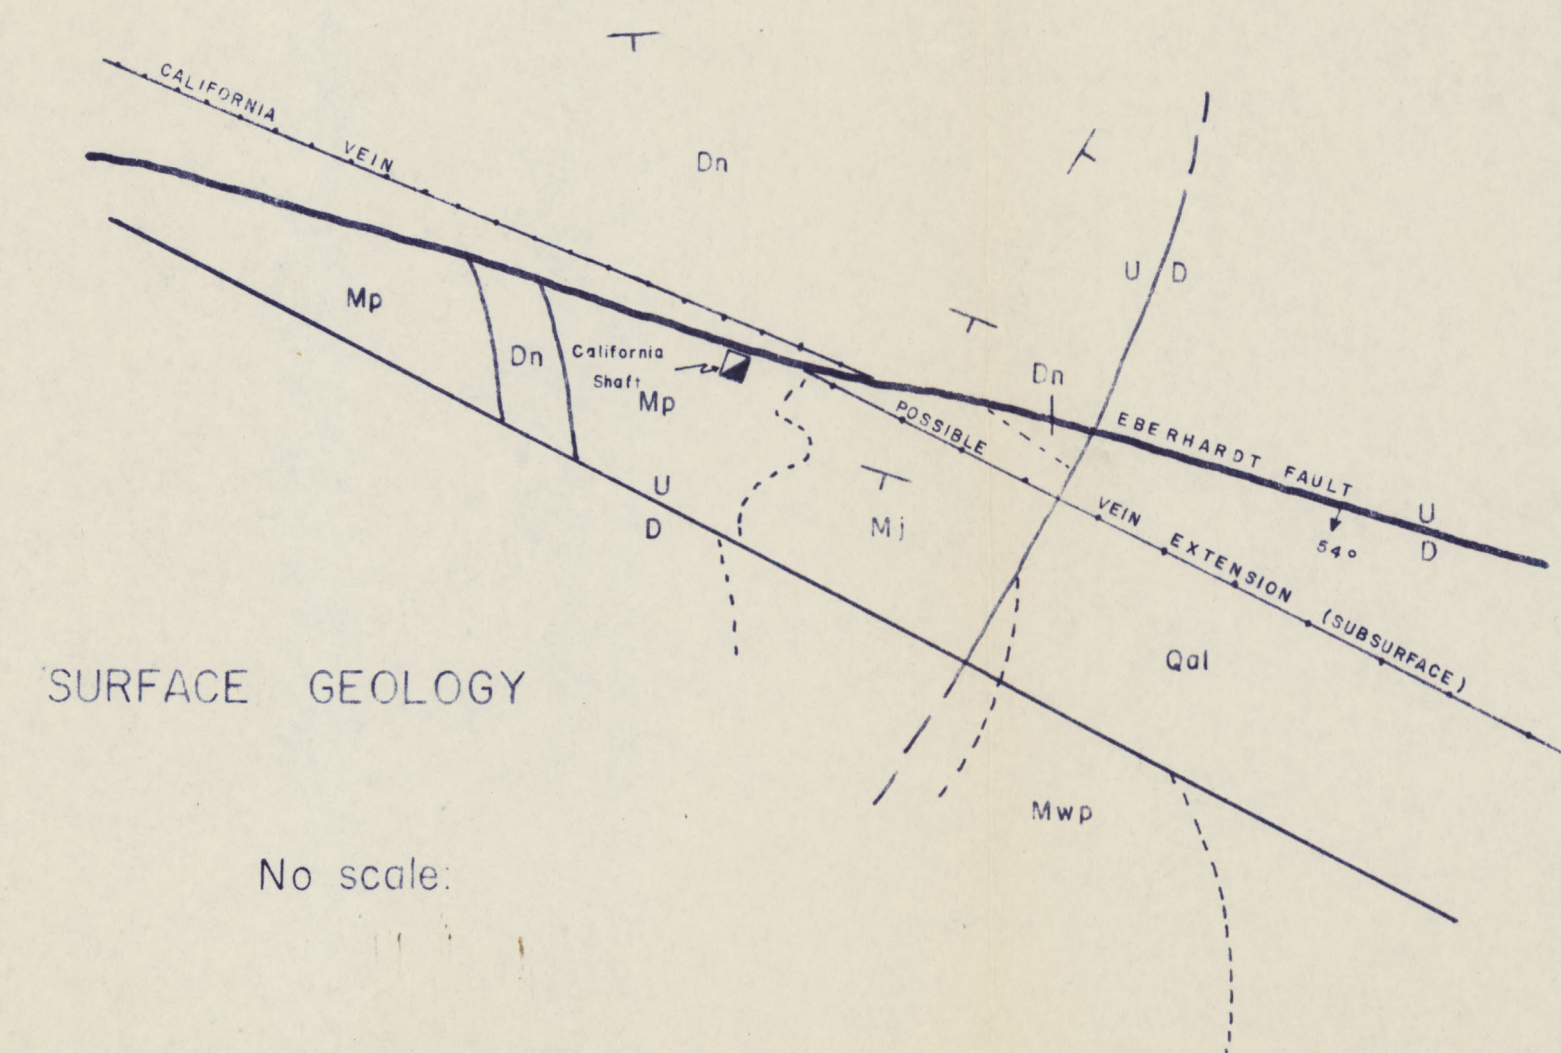 CALIFORNIA VEIN
Dn
U D
Mp
Dn
California
Shaft
Mp
Dn
POSSIBLE VEIN EXTENSION (SUBSURFACE)
EBERHARDT FAULT
U
D
54°
U
D
Mj
Qal
SURFACE GEOLOGY
Mwp
No scale: